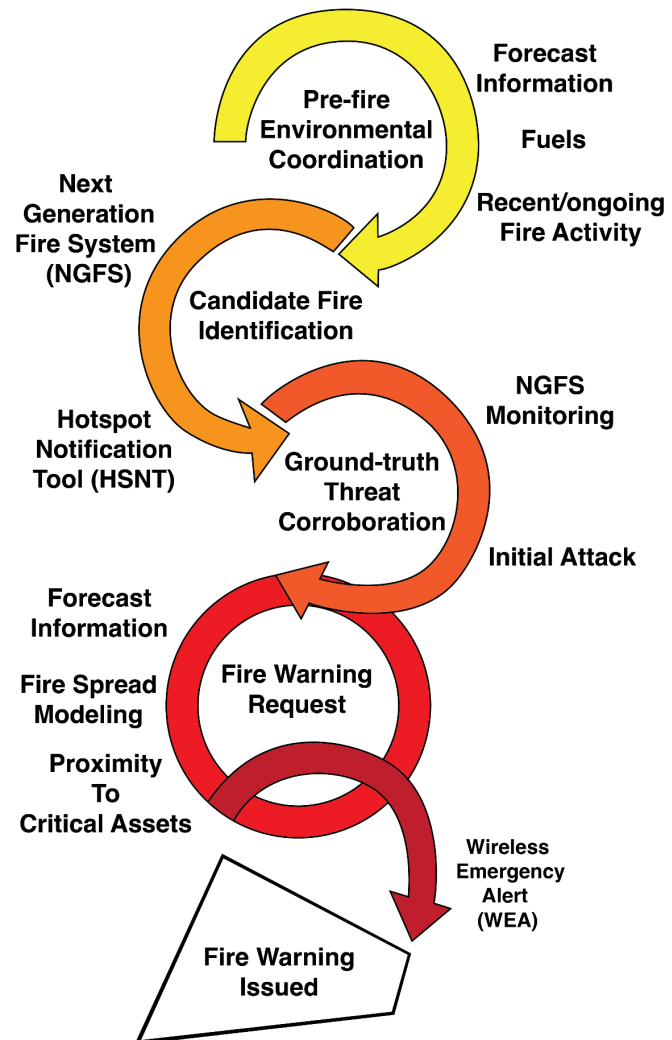 Pre-fire
Environmental
Coordination
Forecast
Information
Fuels
Recent/ongoing
Fire Activity
Next
Generation
Fire System
(NGFS)
Candidate Fire
Identification
Hotspot
Notification
Tool (HSNT)
NGFS
Monitoring
Ground-truth
Threat
Corroboration
Initial Attack
Forecast
Information
Fire Spread
Modeling
Proximity
To
Critical Assets
Fire Warning
Request
Wireless
Emergency
Alert
(WEA)
Fire Warning
Issued